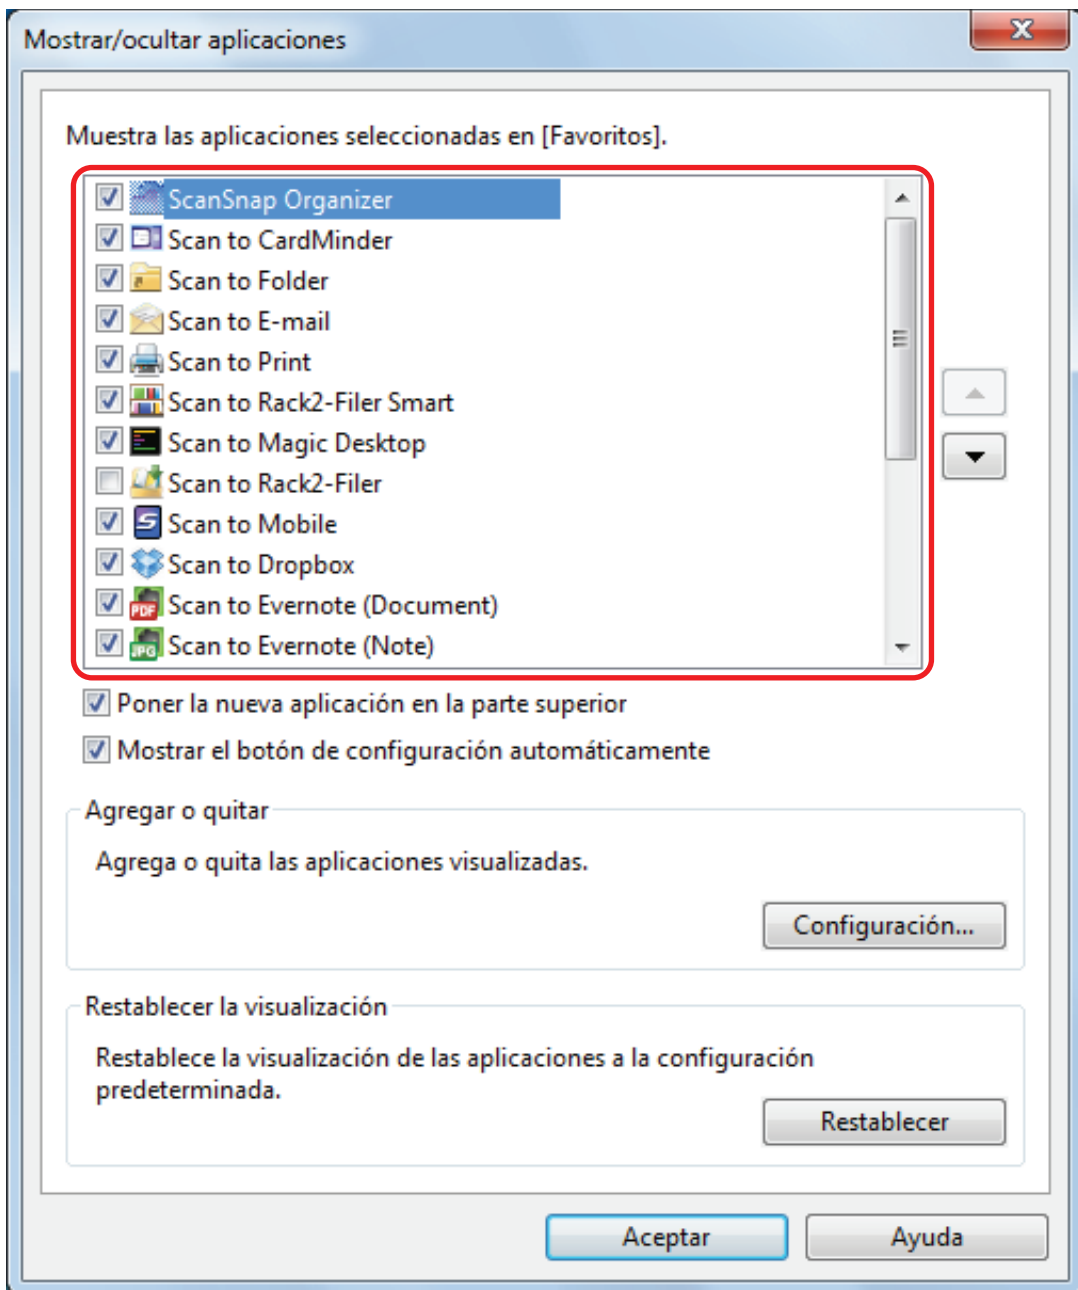 Mostrar/ocultar aplicaciones
Muestra las aplicaciones seleccionadas en [Favoritos].
ScanSnap Organizer
Scan to CardMinder
Scan to Folder
Scan to E-mail
Scan to Print
Scan to Rack2-Filer Smart
Scan to Magic Desktop
Scan to Rack2-Filer
Scan to Mobile
Scan to Dropbox
PDF Scan to Evernote (Document)
JPG Scan to Evernote (Note)
Poner la nueva aplicación en la parte superior
Mostrar el botón de configuración automáticamente
Agregar o quitar
Agrega o quita las aplicaciones visualizadas.
Configuración...
Restablecer la visualización
Restablece la visualización de las aplicaciones a la configuración
predeterminada.
Restablecer
Aceptar
Ayuda